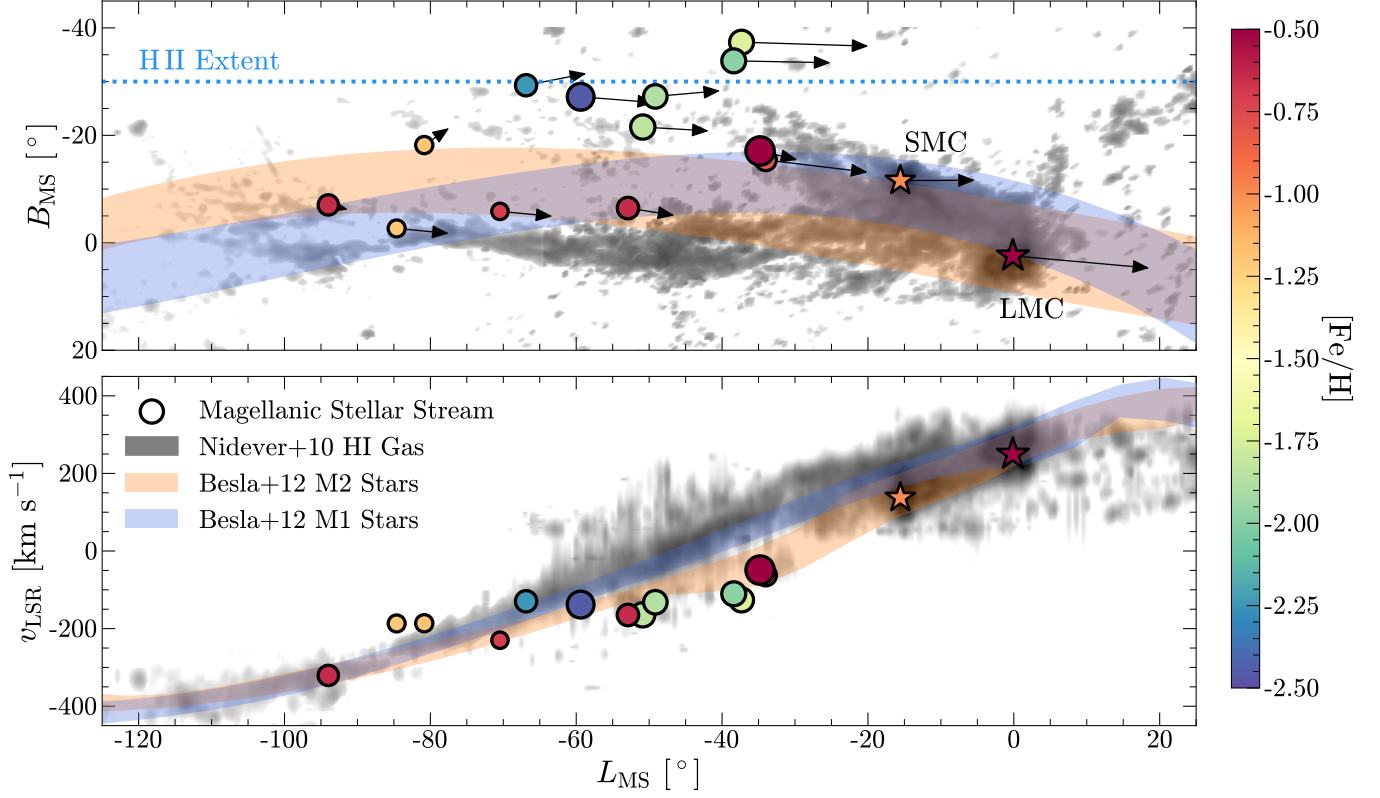 -40
-20
0
20
B_MS [°]
H II Extent
SMC
LMC
400
200
0
-200
-400
v_LSR [km s⁻¹]
Magellanic Stellar Stream
Nidever+10 HI Gas
Besla+12 M2 Stars
Besla+12 M1 Stars
-120 -100 -80 -60 -40 -20 0 20
L_MS [°]
-0.50
-0.75
-1.00
-1.25
-1.50
-1.75
-2.00
-2.25
-2.50
[Fe/H]